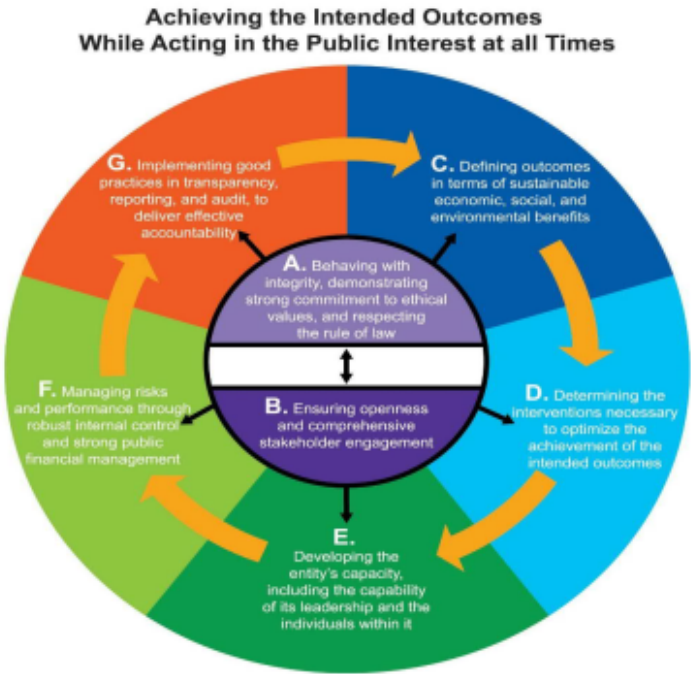 Achieving the Intended Outcomes
While Acting in the Public Interest at all Times
G. Implementing good
practices in transparency,
reporting, and audit, to
deliver effective
accountability
C. Defining outcomes
in terms of sustainable
economic, social, and
environmental benefits
A. Behaving with
integrity, demonstrating
strong commitment to ethical
values, and respecting
the rule of law
B. Ensuring openness
and comprehensive
stakeholder engagement
F. Managing risks
and performance through
robust internal control
and strong public
financial management
D. Determining the
interventions necessary
to optimize the
achievement of the
intended outcomes
E.
Developing the
entity's capacity,
including the capability
of its leadership and the
individuals within it